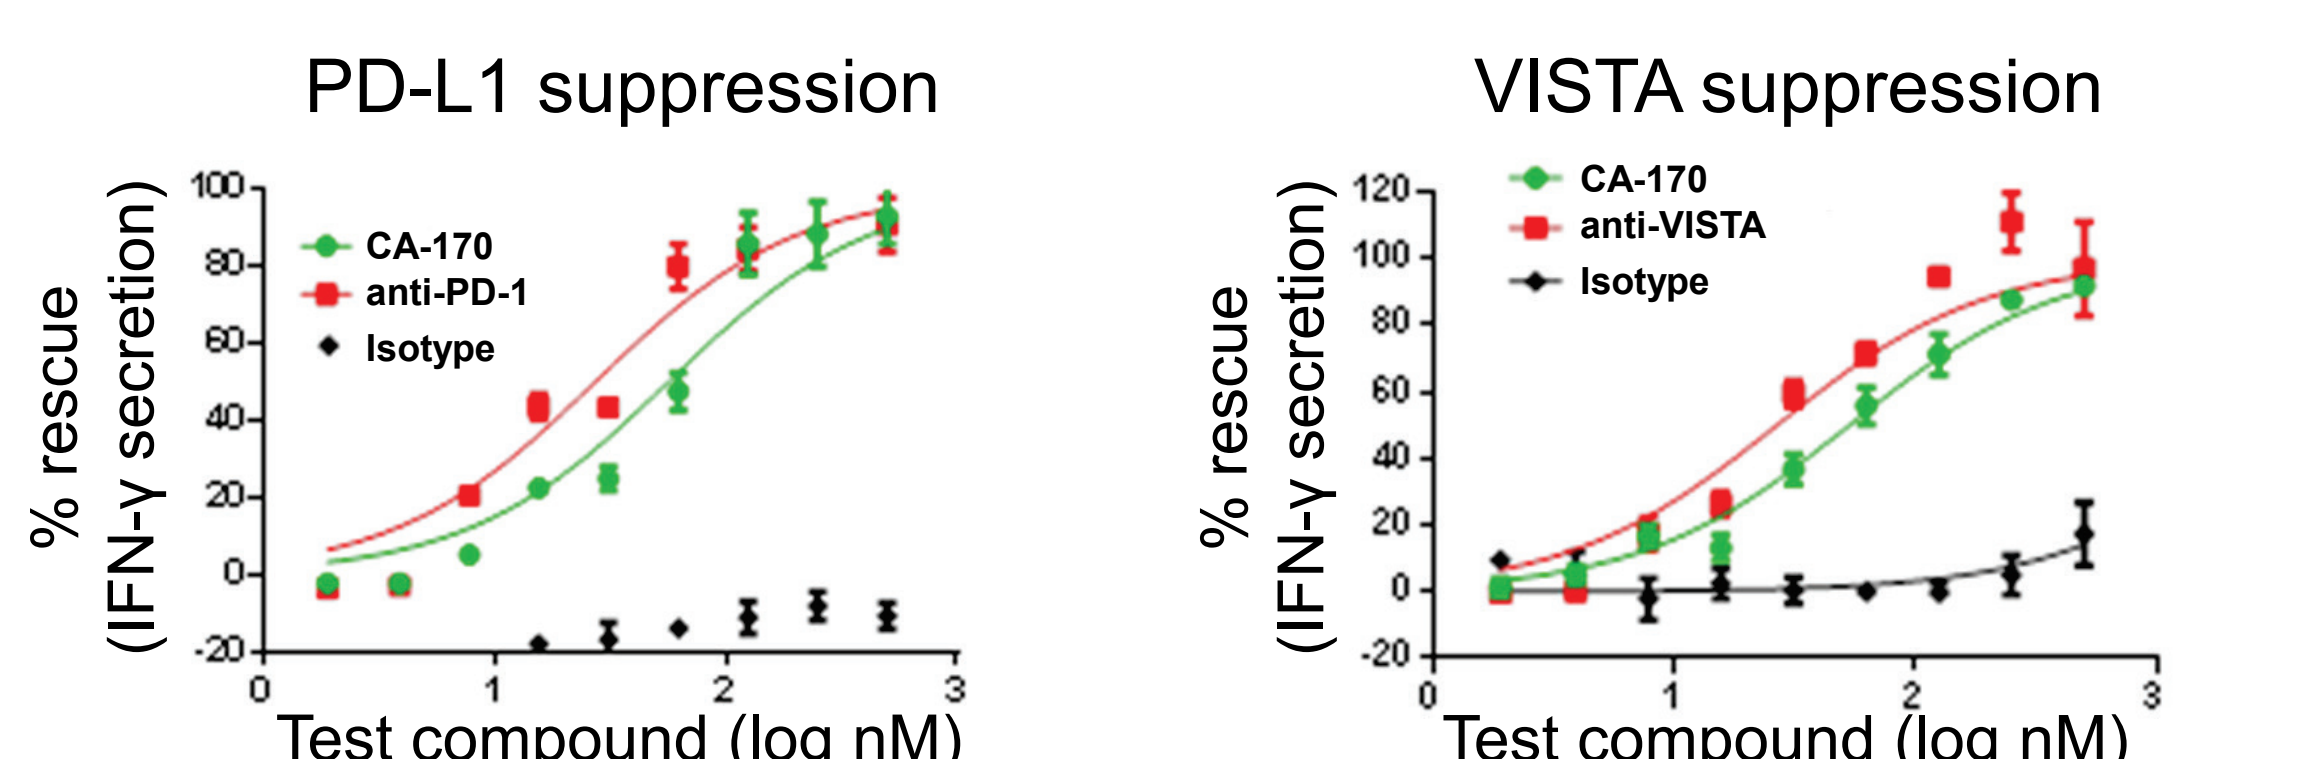 PD-L1 suppression
% rescue
(IFN-γ secretion)
100
80
60
40
20
0
-20
CA-170
anti-PD-1
Isotype
0 1 2 3
Test compound (log nM)
VISTA suppression
% rescue
(IFN-γ secretion)
120
100
80
60
40
20
0
-20
CA-170
anti-VISTA
Isotype
0 1 2 3
Test compound (log nM)